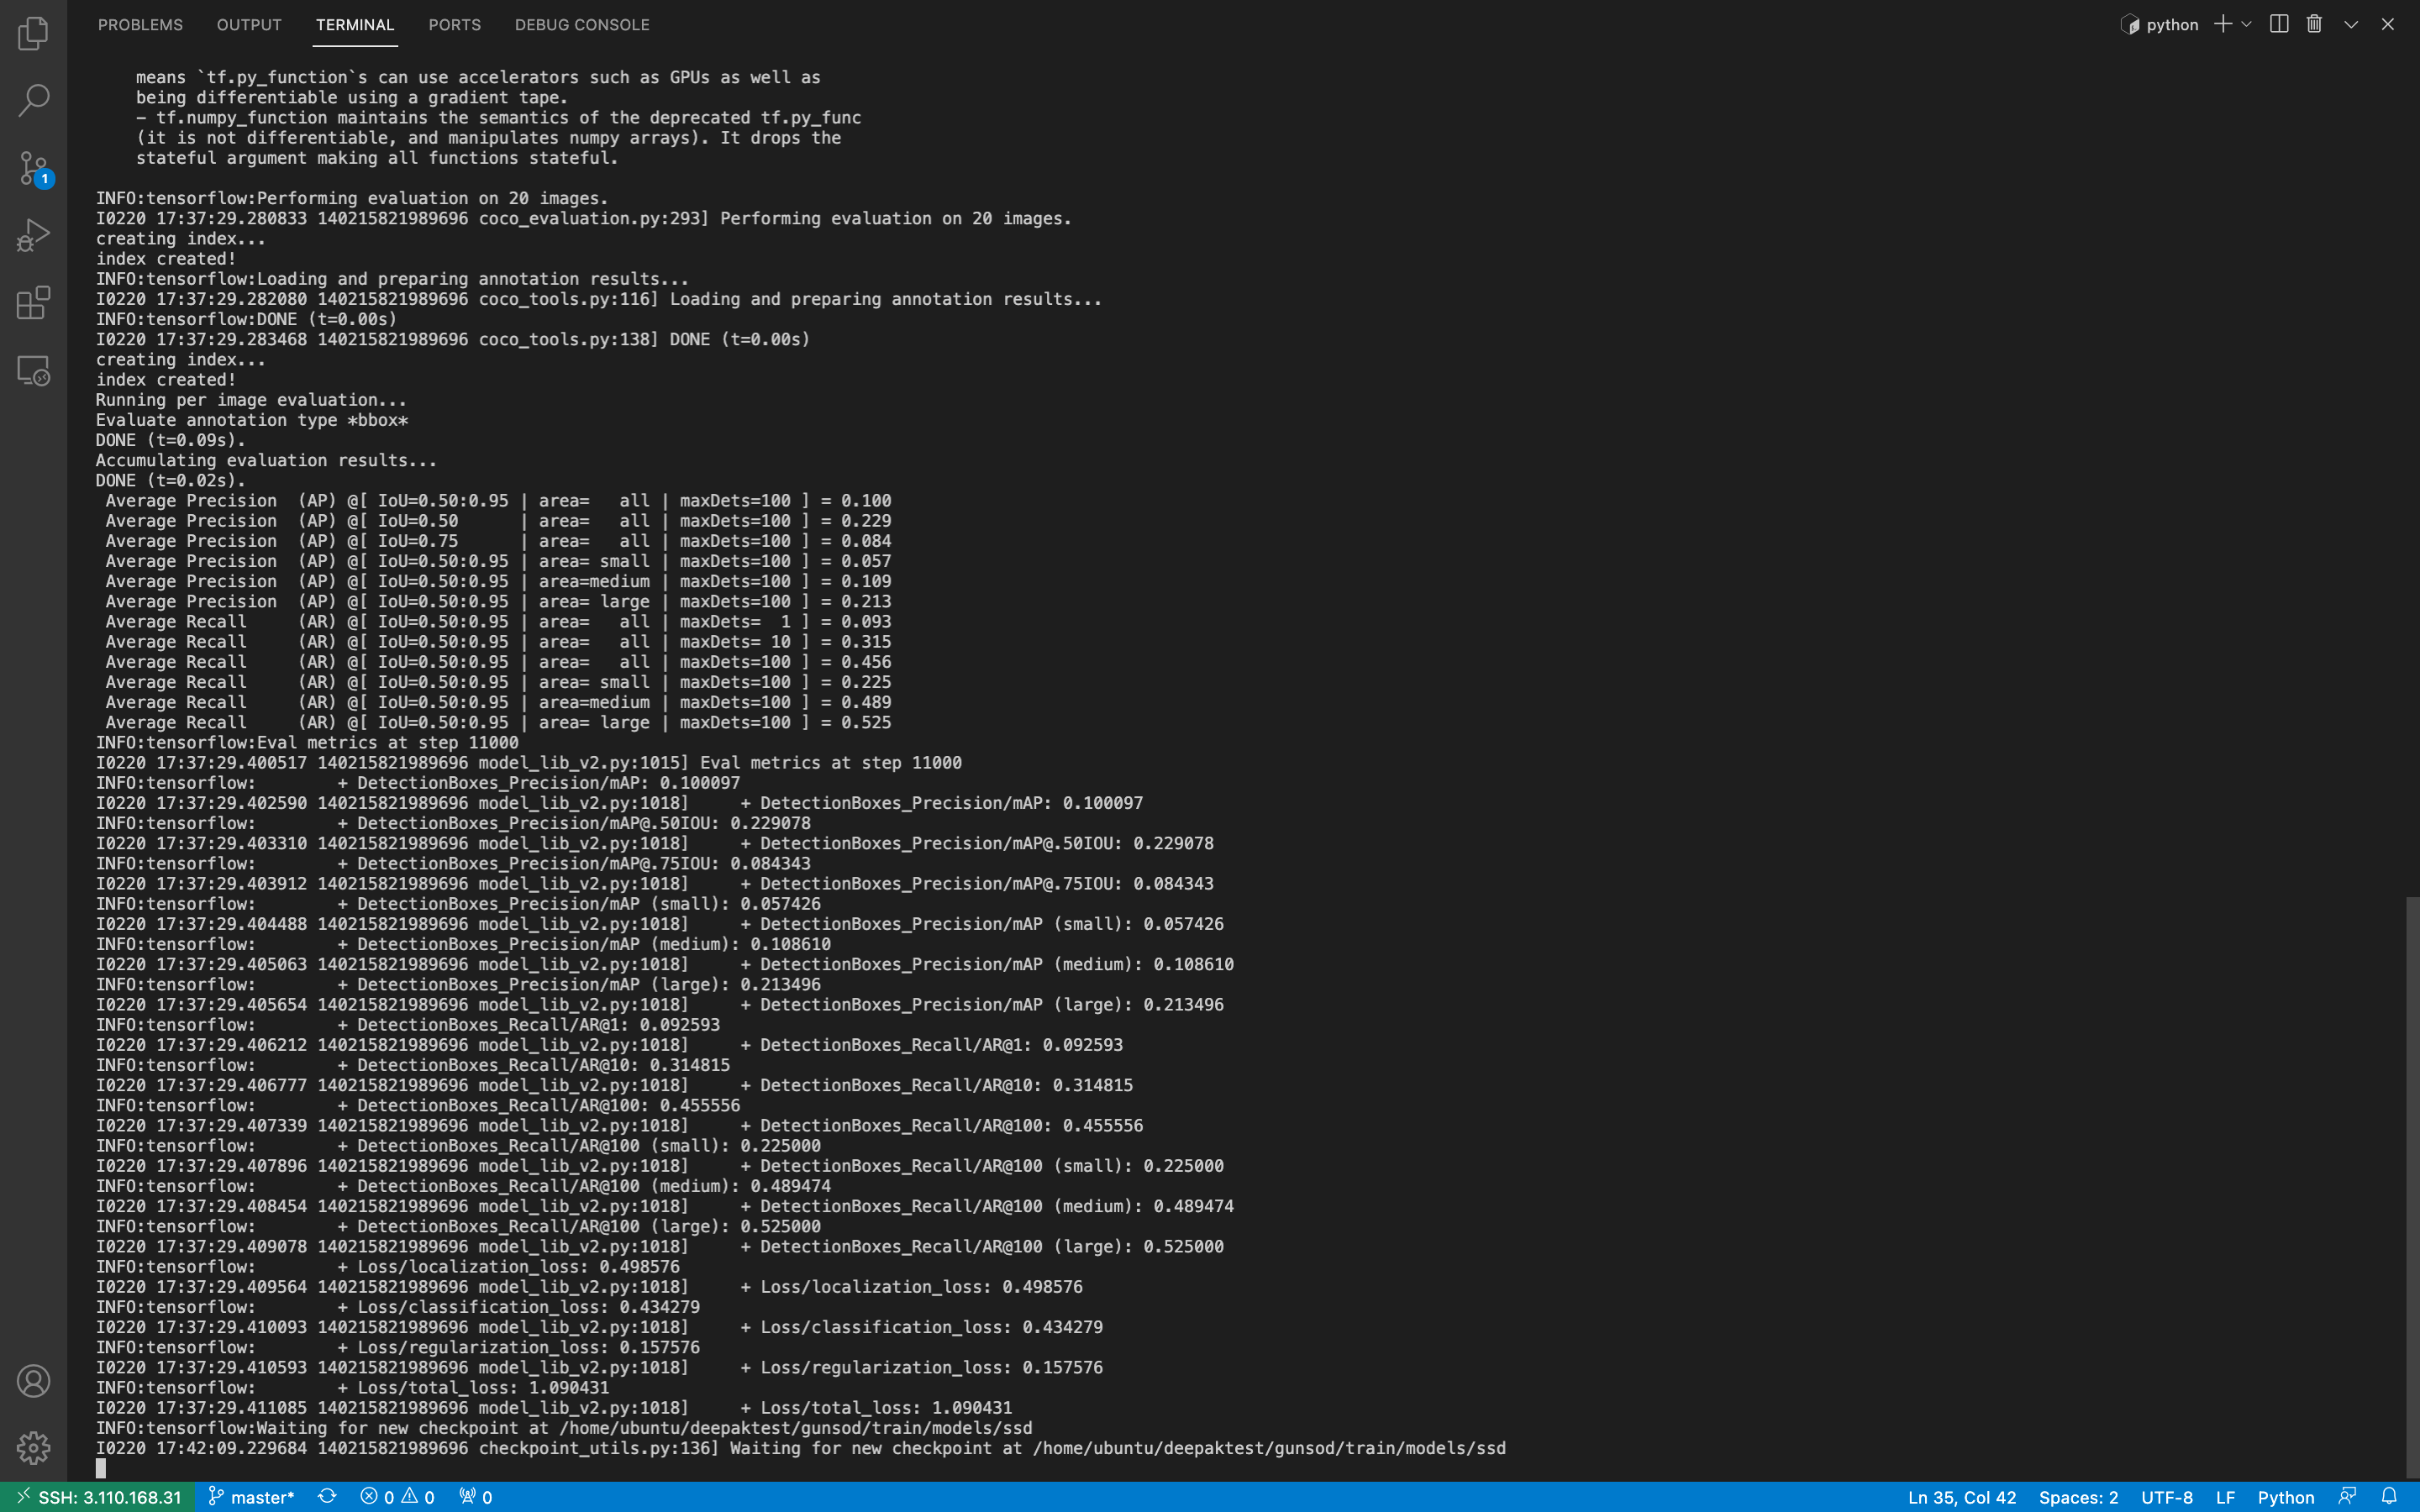 PROBLEMS OUTPUT TERMINAL PORTS DEBUG CONSOLE python
means `tf.py_function`s can use accelerators such as GPUs as well as
being differentiable using a gradient tape.
- tf.numpy_function maintains the semantics of the deprecated tf.py_func
(it is not differentiable, and manipulates numpy arrays). It drops the
stateful argument making all functions stateful.
1
INFO:tensorflow:Performing evaluation on 20 images.
I0220 17:37:29.280833 140215821989696 coco_evaluation.py:293] Performing evaluation on 20 images.
creating index...
index created!
INFO:tensorflow:Loading and preparing annotation results...
I0220 17:37:29.282080 140215821989696 coco_tools.py:116] Loading and preparing annotation results...
INFO:tensorflow:DONE (t=0.00s)
I0220 17:37:29.283468 140215821989696 coco_tools.py:138] DONE (t=0.00s)
creating index...
index created!
Running per image evaluation...
Evaluate annotation type *bbox*
DONE (t=0.09s).
Accumulating evaluation results...
DONE (t=0.02s).
Average Precision  (AP) @[ IoU=0.50:0.95 | area=   all | maxDets=100 ] = 0.100
Average Precision  (AP) @[ IoU=0.50      | area=   all | maxDets=100 ] = 0.229
Average Precision  (AP) @[ IoU=0.75      | area=   all | maxDets=100 ] = 0.084
Average Precision  (AP) @[ IoU=0.50:0.95 | area= small | maxDets=100 ] = 0.057
Average Precision  (AP) @[ IoU=0.50:0.95 | area=medium | maxDets=100 ] = 0.109
Average Precision  (AP) @[ IoU=0.50:0.95 | area= large | maxDets=100 ] = 0.213
Average Recall     (AR) @[ IoU=0.50:0.95 | area=   all | maxDets=  1 ] = 0.093
Average Recall     (AR) @[ IoU=0.50:0.95 | area=   all | maxDets= 10 ] = 0.315
Average Recall     (AR) @[ IoU=0.50:0.95 | area=   all | maxDets=100 ] = 0.456
Average Recall     (AR) @[ IoU=0.50:0.95 | area= small | maxDets=100 ] = 0.225
Average Recall     (AR) @[ IoU=0.50:0.95 | area=medium | maxDets=100 ] = 0.489
Average Recall     (AR) @[ IoU=0.50:0.95 | area= large | maxDets=100 ] = 0.525
INFO:tensorflow:Eval metrics at step 11000
I0220 17:37:29.400517 140215821989696 model_lib_v2.py:1015] Eval metrics at step 11000
INFO:tensorflow:        + DetectionBoxes_Precision/mAP: 0.100097
I0220 17:37:29.402590 140215821989696 model_lib_v2.py:1018]     + DetectionBoxes_Precision/mAP: 0.100097
INFO:tensorflow:        + DetectionBoxes_Precision/mAP@.50IOU: 0.229078
I0220 17:37:29.403310 140215821989696 model_lib_v2.py:1018]     + DetectionBoxes_Precision/mAP@.50IOU: 0.229078
INFO:tensorflow:        + DetectionBoxes_Precision/mAP@.75IOU: 0.084343
I0220 17:37:29.403912 140215821989696 model_lib_v2.py:1018]     + DetectionBoxes_Precision/mAP@.75IOU: 0.084343
INFO:tensorflow:        + DetectionBoxes_Precision/mAP (small): 0.057426
I0220 17:37:29.404488 140215821989696 model_lib_v2.py:1018]     + DetectionBoxes_Precision/mAP (small): 0.057426
INFO:tensorflow:        + DetectionBoxes_Precision/mAP (medium): 0.108610
I0220 17:37:29.405063 140215821989696 model_lib_v2.py:1018]     + DetectionBoxes_Precision/mAP (medium): 0.108610
INFO:tensorflow:        + DetectionBoxes_Precision/mAP (large): 0.213496
I0220 17:37:29.405654 140215821989696 model_lib_v2.py:1018]     + DetectionBoxes_Precision/mAP (large): 0.213496
INFO:tensorflow:        + DetectionBoxes_Recall/AR@1: 0.092593
I0220 17:37:29.406212 140215821989696 model_lib_v2.py:1018]     + DetectionBoxes_Recall/AR@1: 0.092593
INFO:tensorflow:        + DetectionBoxes_Recall/AR@10: 0.314815
I0220 17:37:29.406777 140215821989696 model_lib_v2.py:1018]     + DetectionBoxes_Recall/AR@10: 0.314815
INFO:tensorflow:        + DetectionBoxes_Recall/AR@100: 0.455556
I0220 17:37:29.407339 140215821989696 model_lib_v2.py:1018]     + DetectionBoxes_Recall/AR@100: 0.455556
INFO:tensorflow:        + DetectionBoxes_Recall/AR@100 (small): 0.225000
I0220 17:37:29.407896 140215821989696 model_lib_v2.py:1018]     + DetectionBoxes_Recall/AR@100 (small): 0.225000
INFO:tensorflow:        + DetectionBoxes_Recall/AR@100 (medium): 0.489474
I0220 17:37:29.408454 140215821989696 model_lib_v2.py:1018]     + DetectionBoxes_Recall/AR@100 (medium): 0.489474
INFO:tensorflow:        + DetectionBoxes_Recall/AR@100 (large): 0.525000
I0220 17:37:29.409078 140215821989696 model_lib_v2.py:1018]     + DetectionBoxes_Recall/AR@100 (large): 0.525000
INFO:tensorflow:        + Loss/localization_loss: 0.498576
I0220 17:37:29.409564 140215821989696 model_lib_v2.py:1018]     + Loss/localization_loss: 0.498576
INFO:tensorflow:        + Loss/classification_loss: 0.434279
I0220 17:37:29.410093 140215821989696 model_lib_v2.py:1018]     + Loss/classification_loss: 0.434279
INFO:tensorflow:        + Loss/regularization_loss: 0.157576
I0220 17:37:29.410593 140215821989696 model_lib_v2.py:1018]     + Loss/regularization_loss: 0.157576
INFO:tensorflow:        + Loss/total_loss: 1.090431
I0220 17:37:29.411085 140215821989696 model_lib_v2.py:1018]     + Loss/total_loss: 1.090431
INFO:tensorflow:Waiting for new checkpoint at /home/ubuntu/deepaktest/gunsod/train/models/ssd
I0220 17:42:09.229684 140215821989696 checkpoint_utils.py:136] Waiting for new checkpoint at /home/ubuntu/deepaktest/gunsod/train/models/ssd
SSH: 3.110.168.31 master* 0 0 0 Ln 35, Col 42 Spaces: 2 UTF-8 LF Python